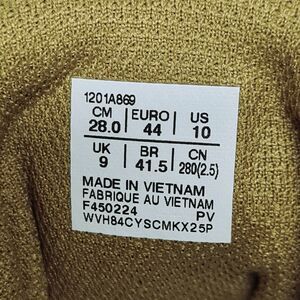 1201A869
CM EURO US
28.0 44 10
UK BR CN
9 41.5 280(2.5)
MADE IN VIETNAM
FABRIQUE AU VIETNAM
F450224 PV
WVH84CYSCMKX25P